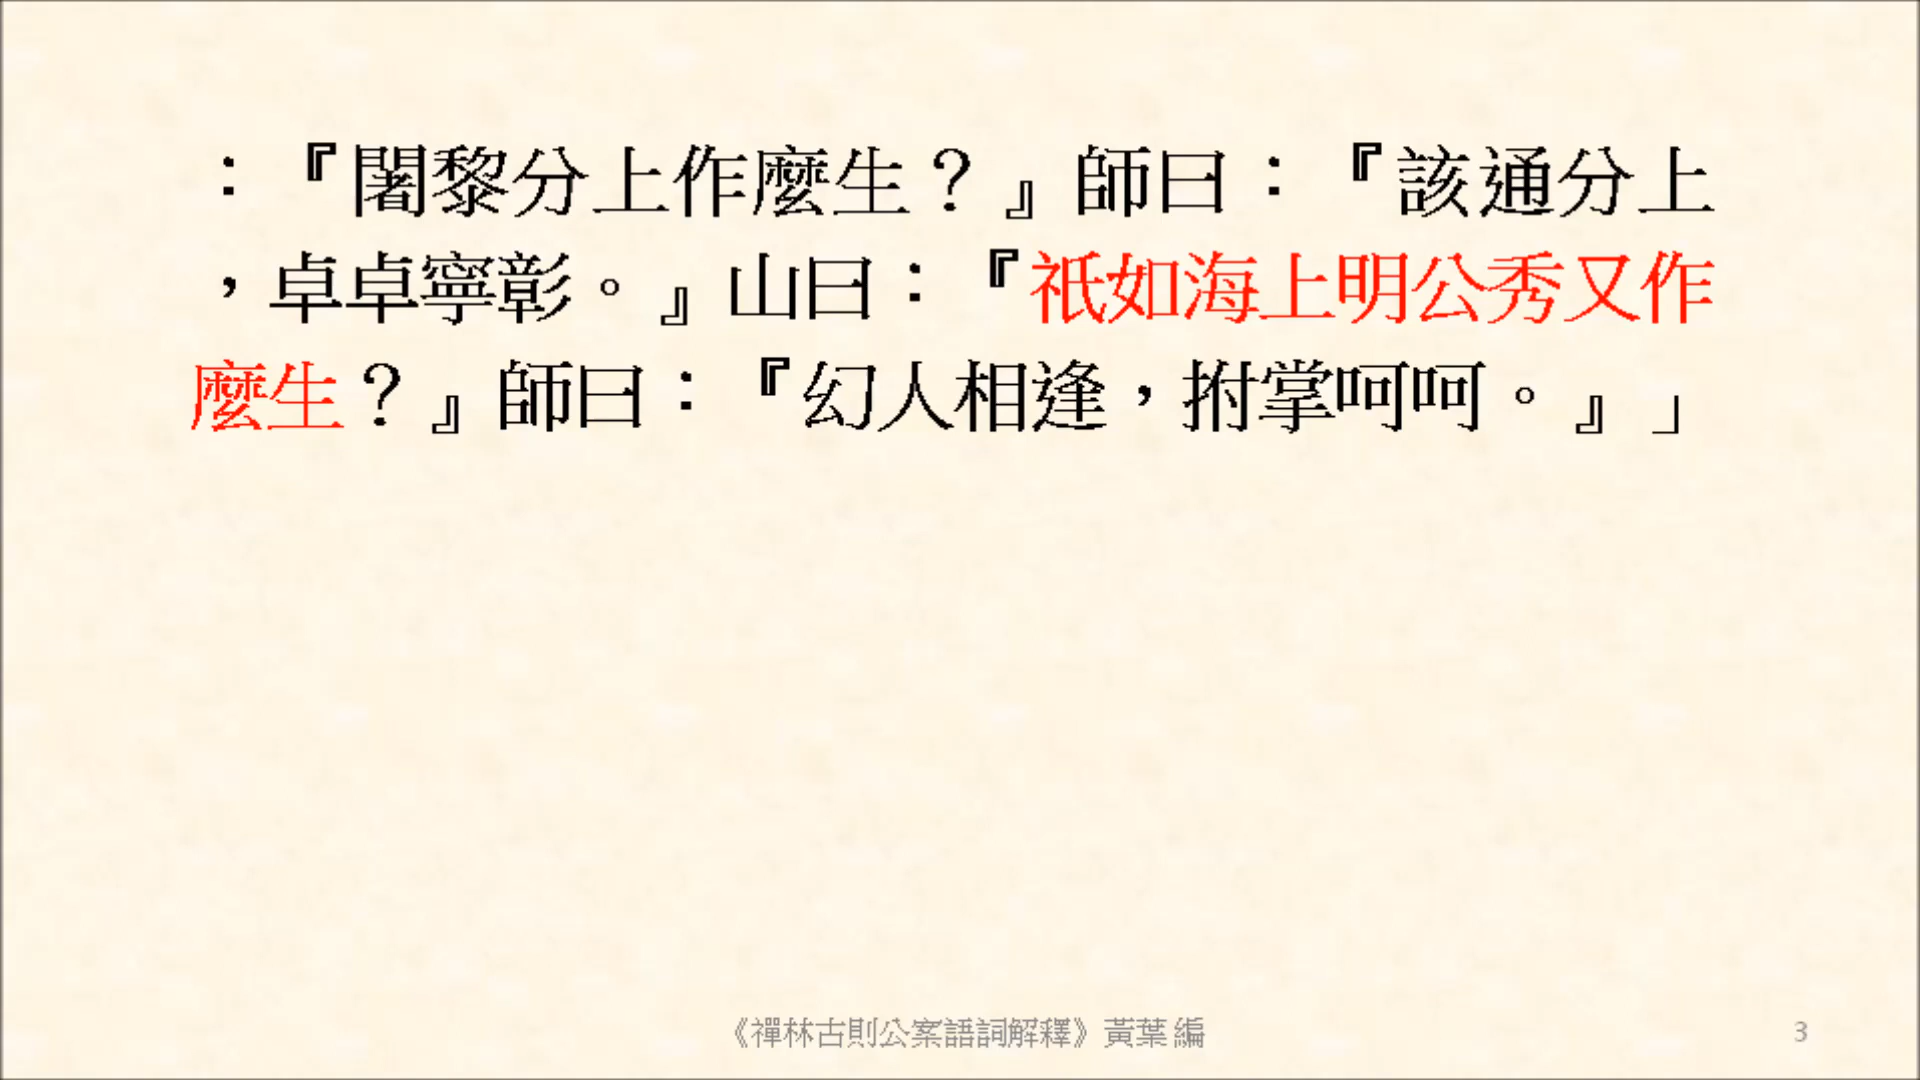 ：『闍黎分上作麼生？』師曰：『該通分上
，卓卓寧彰。』山曰：『祇如海上明公秀又作
麼生？』師曰：『幻人相逢，拊掌呵呵。』」
《禪林古則公案語詞解釋》黃葉 編
3